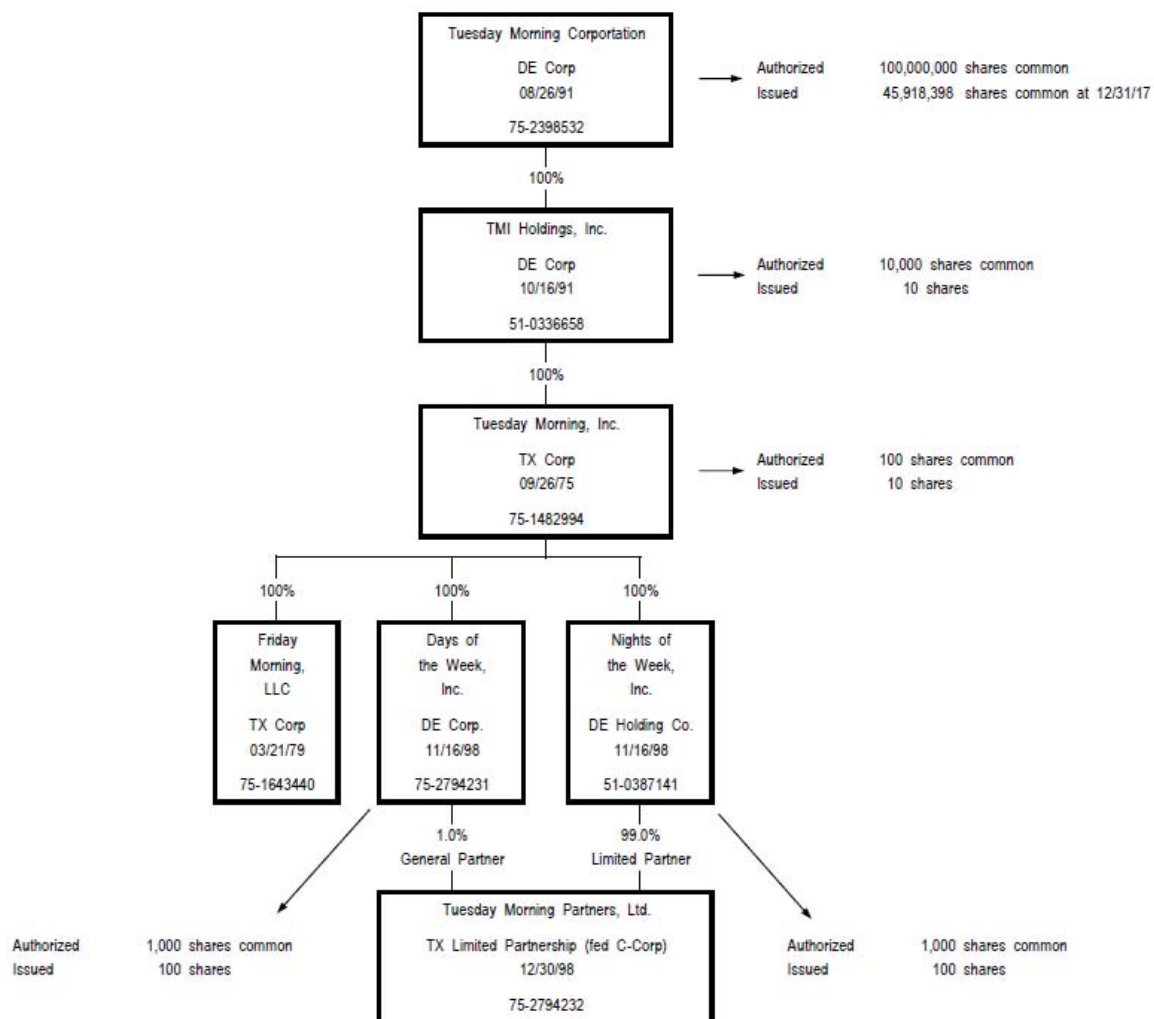 Tuesday Morning Corportation
DE Corp
08/26/91
75-2398532
Authorized 100,000,000 shares common
Issued 45,918,398 shares common at 12/31/17
100%
TMI Holdings, Inc.
DE Corp
10/16/91
51-0336658
Authorized 10,000 shares common
Issued 10 shares
100%
Tuesday Morning, Inc.
TX Corp
09/26/75
75-1482994
Authorized 100 shares common
Issued 10 shares
100% 100% 100%
Friday
Morning,
LLC
TX Corp
03/21/79
75-1643440
Days of
the Week,
Inc.
DE Corp.
11/16/98
75-2794231
Nights of
the Week,
Inc.
DE Holding Co.
11/16/98
51-0387141
1.0%
General Partner
99.0%
Limited Partner
Authorized 1,000 shares common
Issued 100 shares
Tuesday Morning Partners, Ltd.
TX Limited Partnership (fed C-Corp)
12/30/98
75-2794232
Authorized 1,000 shares common
Issued 100 shares